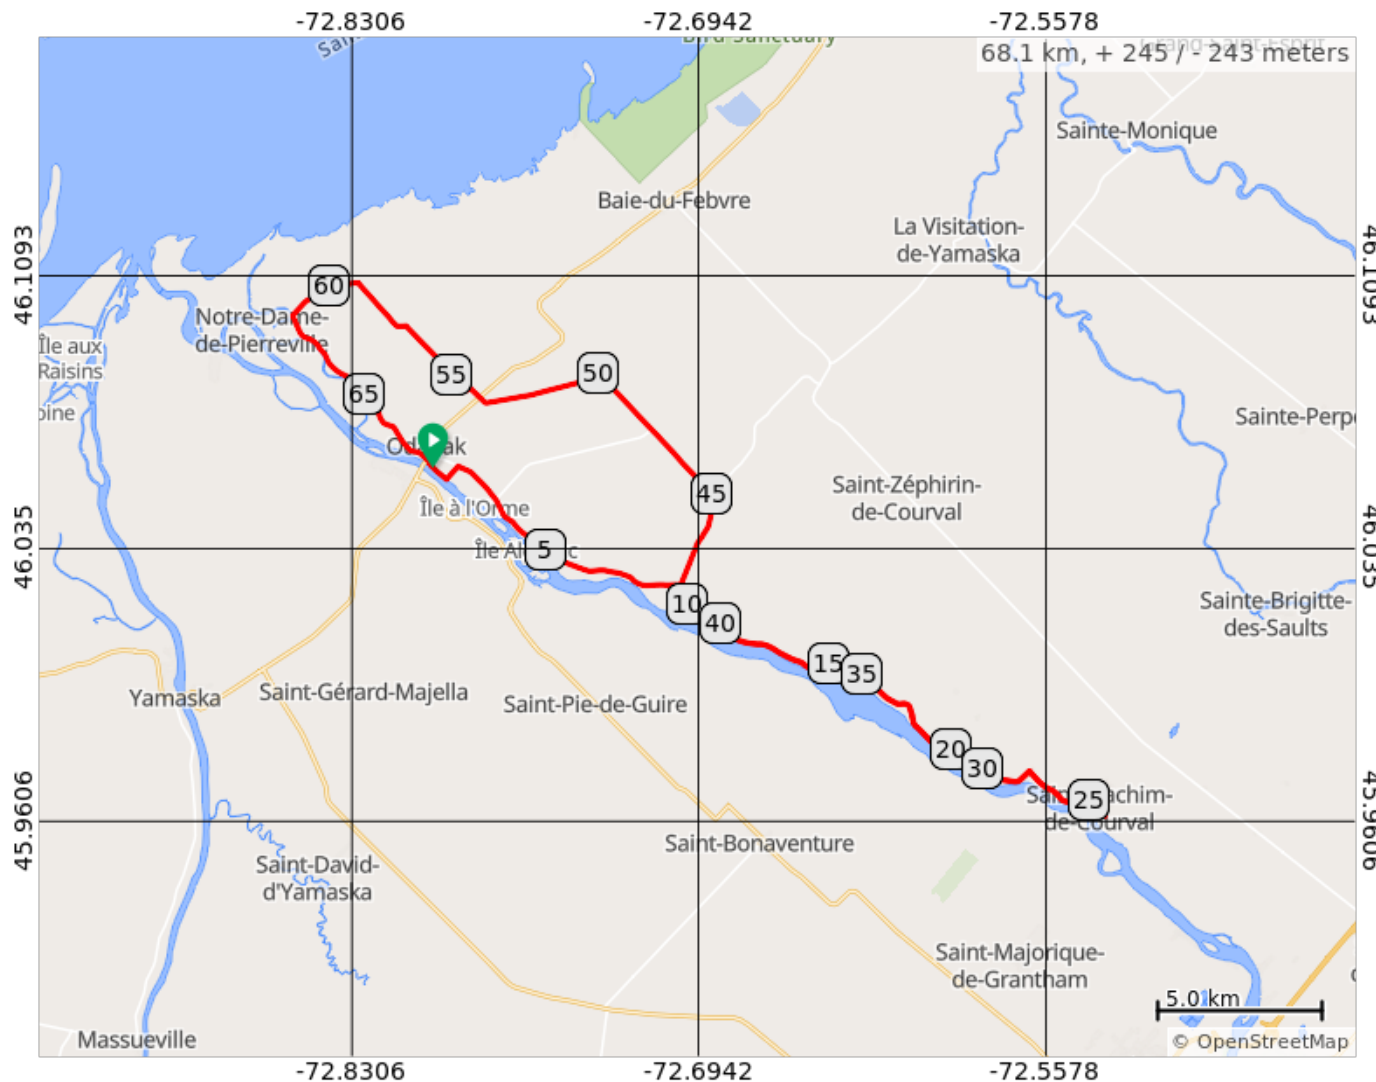 -72.8306 -72.6942 -72.5578
68.1 km, + 245 / - 243 meters
Sainte-Monique
Baie-du-Febvre
La Visitation-
de-Yamaska
46.1093 46.1093
60
Notre-Dame-
de-Pierreville
Île aux
Raisins
55
50
65
Sainte-Perpe
45
Saint-Zéphirin-
de-Courval
Île à l'Orme
46.035 46.035
5
10
40
Sainte-Brigitte-
des-Saults
15
35
Yamaska
Saint-Gérard-Majella
Saint-Pie-de-Guire
20
30
25
de-Courval
45.9606 45.9606
Saint-Bonaventure
Saint-David-
d'Yamaska
Saint-Majorique-
de-Grantham
5.0 km
Massueville
© OpenStreetMap
-72.8306 -72.6942 -72.5578